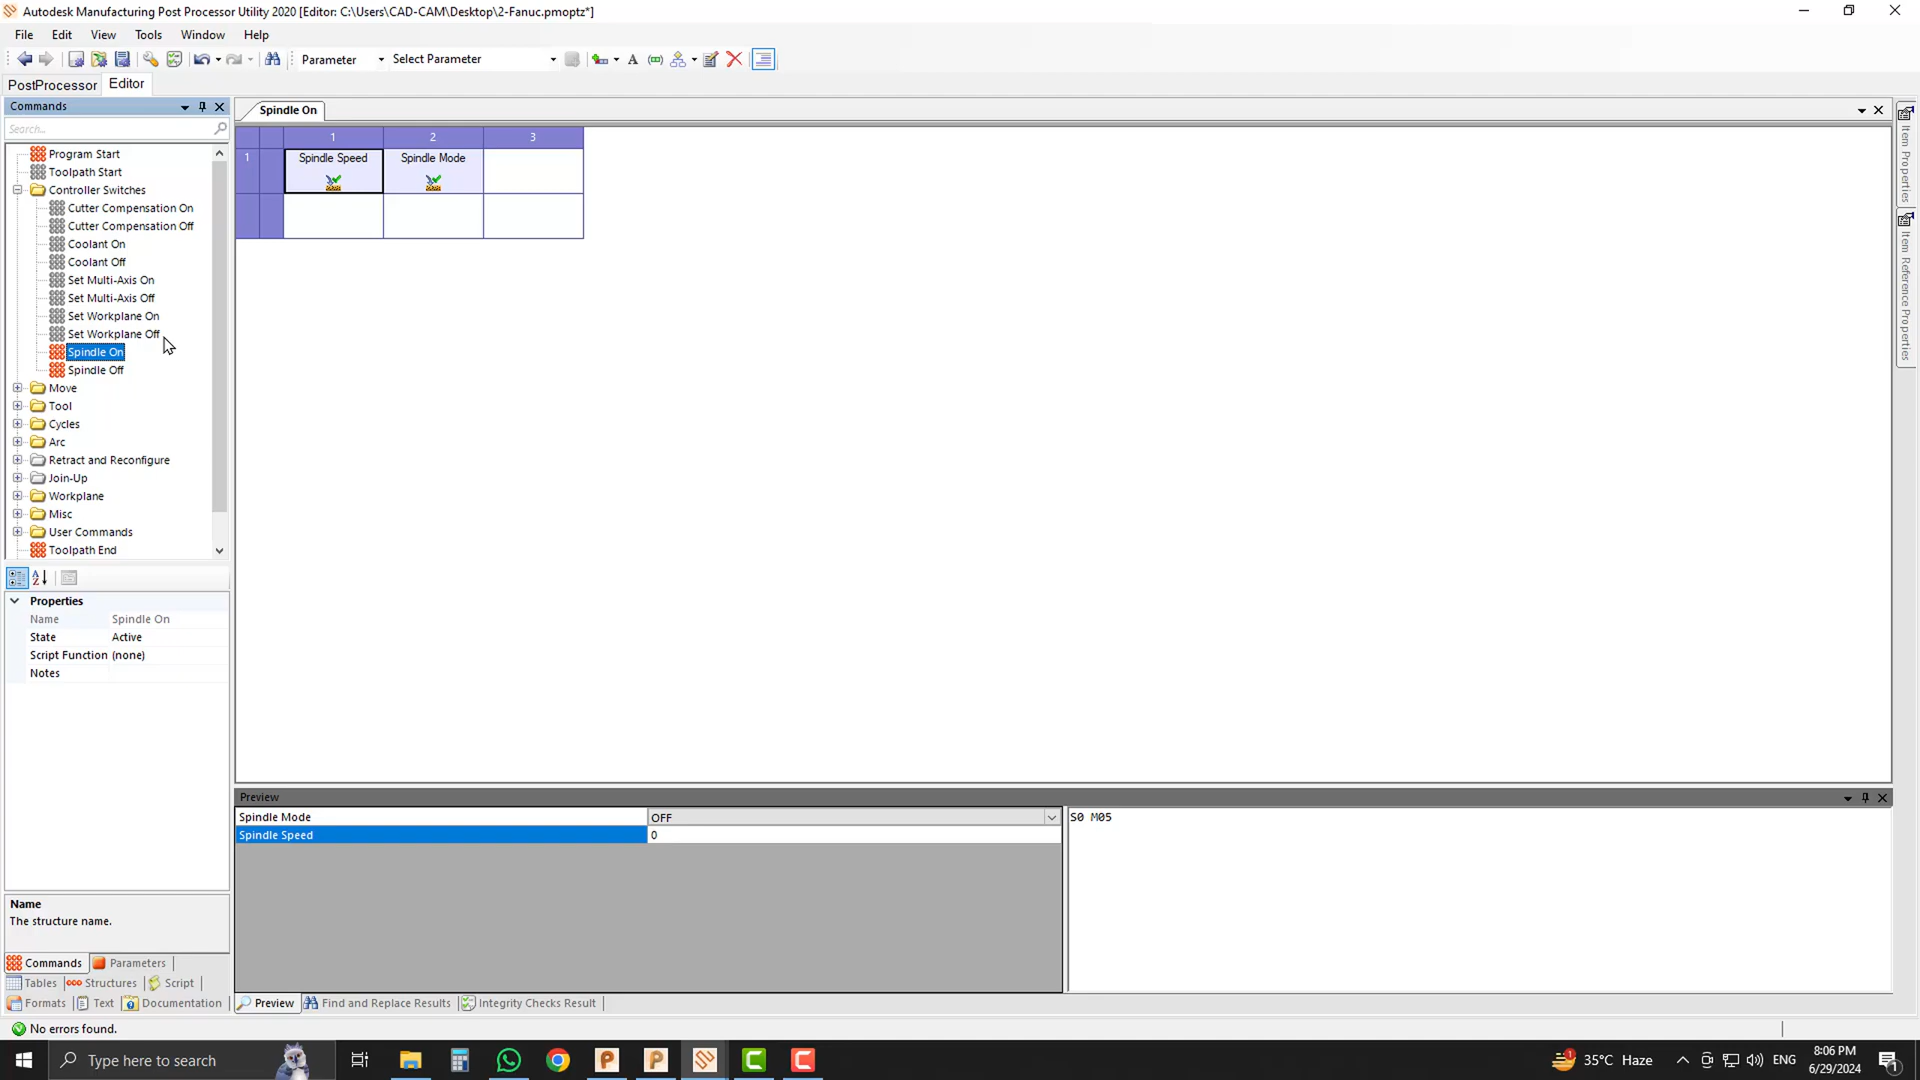 Autodesk Manufacturing Post Processor Utility 2020 [Editor: C:\Users\CAD-CAM\Desktop\2-Fanuc.pmoptz*]
File Edit View Tools Window Help
Parameter Select Parameter
PostProcessor Editor
Commands
Search...
Program Start
Toolpath Start
Controller Switches
Cutter Compensation On
Cutter Compensation Off
Coolant On
Coolant Off
Set Multi-Axis On
Set Multi-Axis Off
Set Workplane On
Set Workplane Off
Spindle On
Spindle Off
Move
Tool
Cycles
Arc
Retract and Reconfigure
Join-Up
Workplane
Misc
User Commands
Toolpath End
Properties
Name Spindle On
State Active
Script Function (none)
Notes
Name
The structure name.
Commands Parameters
Tables Structures Script
Formats Text Documentation
Spindle On
1 2 3
1 Spindle Speed Spindle Mode
Preview
Spindle Mode OFF
Spindle Speed 0
S0 M05
Preview Find and Replace Results Integrity Checks Result
Item Properties
Item Reference Properties
No errors found.
Type here to search
35°C Haze
ENG
8:06 PM
6/29/2024
1